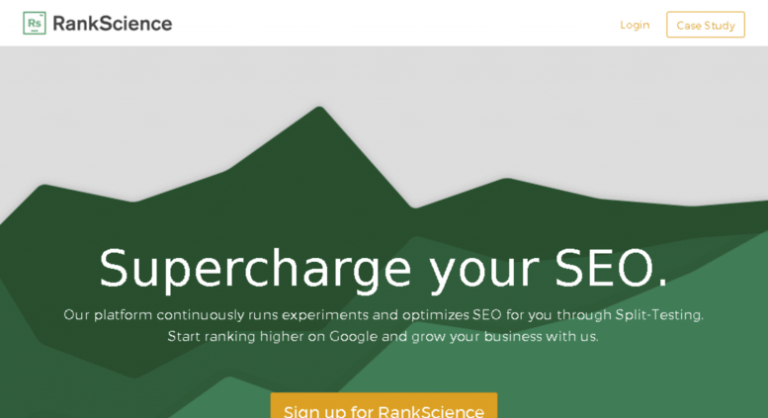 Rs
RankScience
Login
Case Study
Supercharge your SEO.
Our platform continuously runs experiments and optimizes SEO for you through Split-Testing.
Start ranking higher on Google and grow your business with us.
Sign up for RankScience